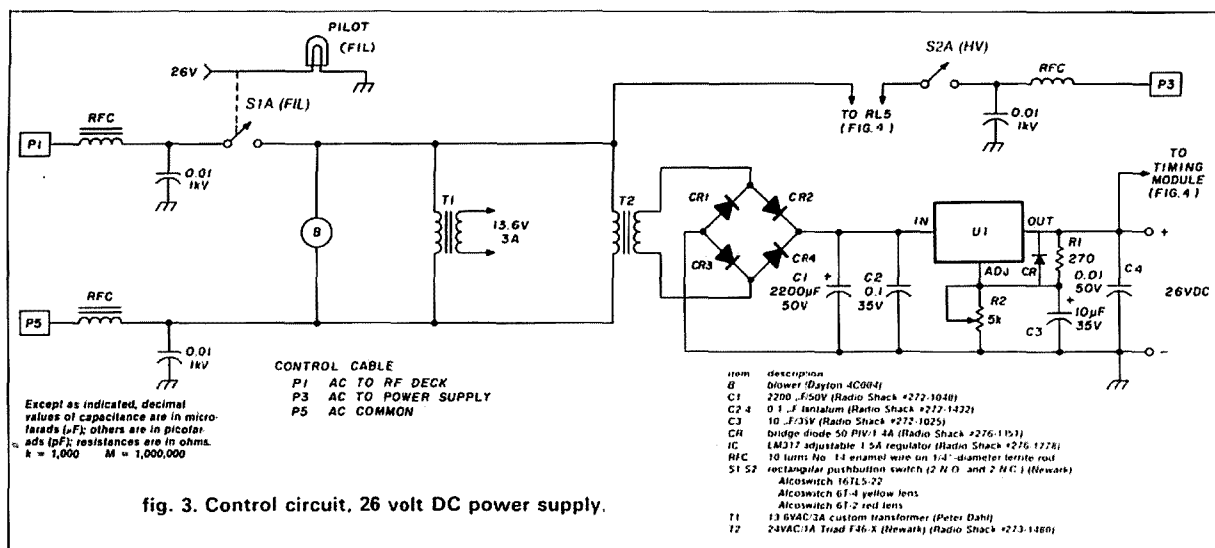 PILOT
(FIL)
26V
S1A (FIL)
S2A (HV)
RFC
P1
0.01
1kV
RFC
P3
0.01
1kV
TO RL5
(FIG. 4)
TO
TIMING
MODULE
(FIG. 4)
B
T1
13.6V
3A
T2
CR1
CR2
CR3
CR4
C1
2200µF
50V
C2
0.1
35V
IN
U1
OUT
ADJ
CR
R1
270
0.01
50V
C4
R2
5k
C3
10µF
35V
26VDC
RFC
P5
0.01
1kV
CONTROL CABLE
P1 AC TO RF DECK
P3 AC TO POWER SUPPLY
P5 AC COMMON
Except as indicated, decimal
values of capacitance are in micro-
farads (µF); others are in picofar-
ads (pF); resistances are in ohms.
k = 1,000 M = 1,000,000
item description
B blower (Dayton 4C004)
C1 2200 µF/50V (Radio Shack #272-1048)
C2 4 0.1 µF tantalum (Radio Shack #272-1432)
C3 10 µF/35V (Radio Shack #272-1025)
CR bridge diode 50 PIV/1 4A (Radio Shack #276-1151)
IC LM317 adjustable 1.5A regulator (Radio Shack #276-1778)
RFC 10 turns No. 14 enamel wire on 1/4"-diameter ferrite rod
S1 S2 rectangular pushbutton switch (2 N.O. and 2 N.C.) (Newark)
Alcoswitch 16TL5-22
Alcoswitch 6T-4 yellow lens
Alcoswitch 6T-2 red lens
T1 13 6VAC/3A custom transformer (Peter Dahl)
T2 24VAC/1A Triad F46-X (Newark) (Radio Shack #273-1480)
fig. 3. Control circuit, 26 volt DC power supply.